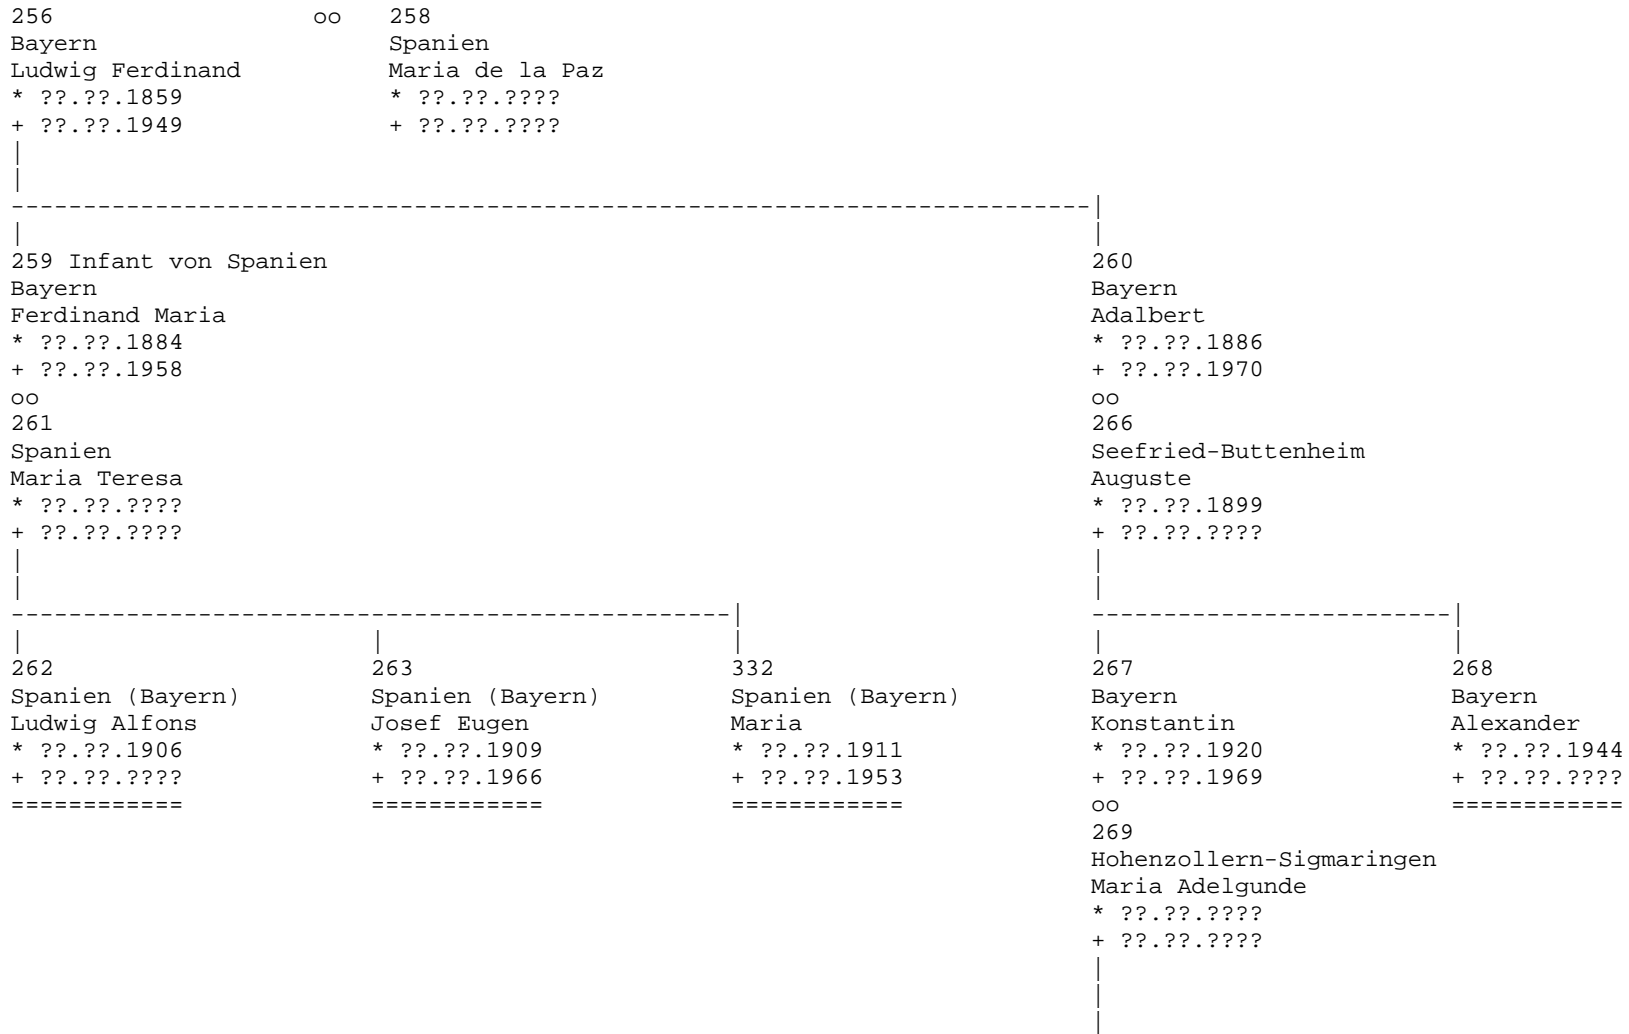 256 oo 258
Bayern Spanien
Ludwig Ferdinand Maria de la Paz
* ??.??.1859 * ??.??.????
+ ??.??.1949 + ??.??.????
259 Infant von Spanien 260
Bayern Bayern
Ferdinand Maria Adalbert
* ??.??.1884 * ??.??.1886
+ ??.??.1958 + ??.??.1970
oo oo
261 266
Spanien Seefried-Buttenheim
Maria Teresa Auguste
* ??.??.???? * ??.??.1899
+ ??.??.???? + ??.??.????
262 263 332 267 268
Spanien (Bayern) Spanien (Bayern) Spanien (Bayern) Bayern Bayern
Ludwig Alfons Josef Eugen Maria Konstantin Alexander
* ??.??.1906 * ??.??.1909 * ??.??.1911 * ??.??.1920 * ??.??.1944
+ ??.??.???? + ??.??.1966 + ??.??.1953 + ??.??.1969 + ??.??.????
============ ============ ============ oo ============
269
Hohenzollern-Sigmaringen
Maria Adelgunde
* ??.??.????
+ ??.??.????